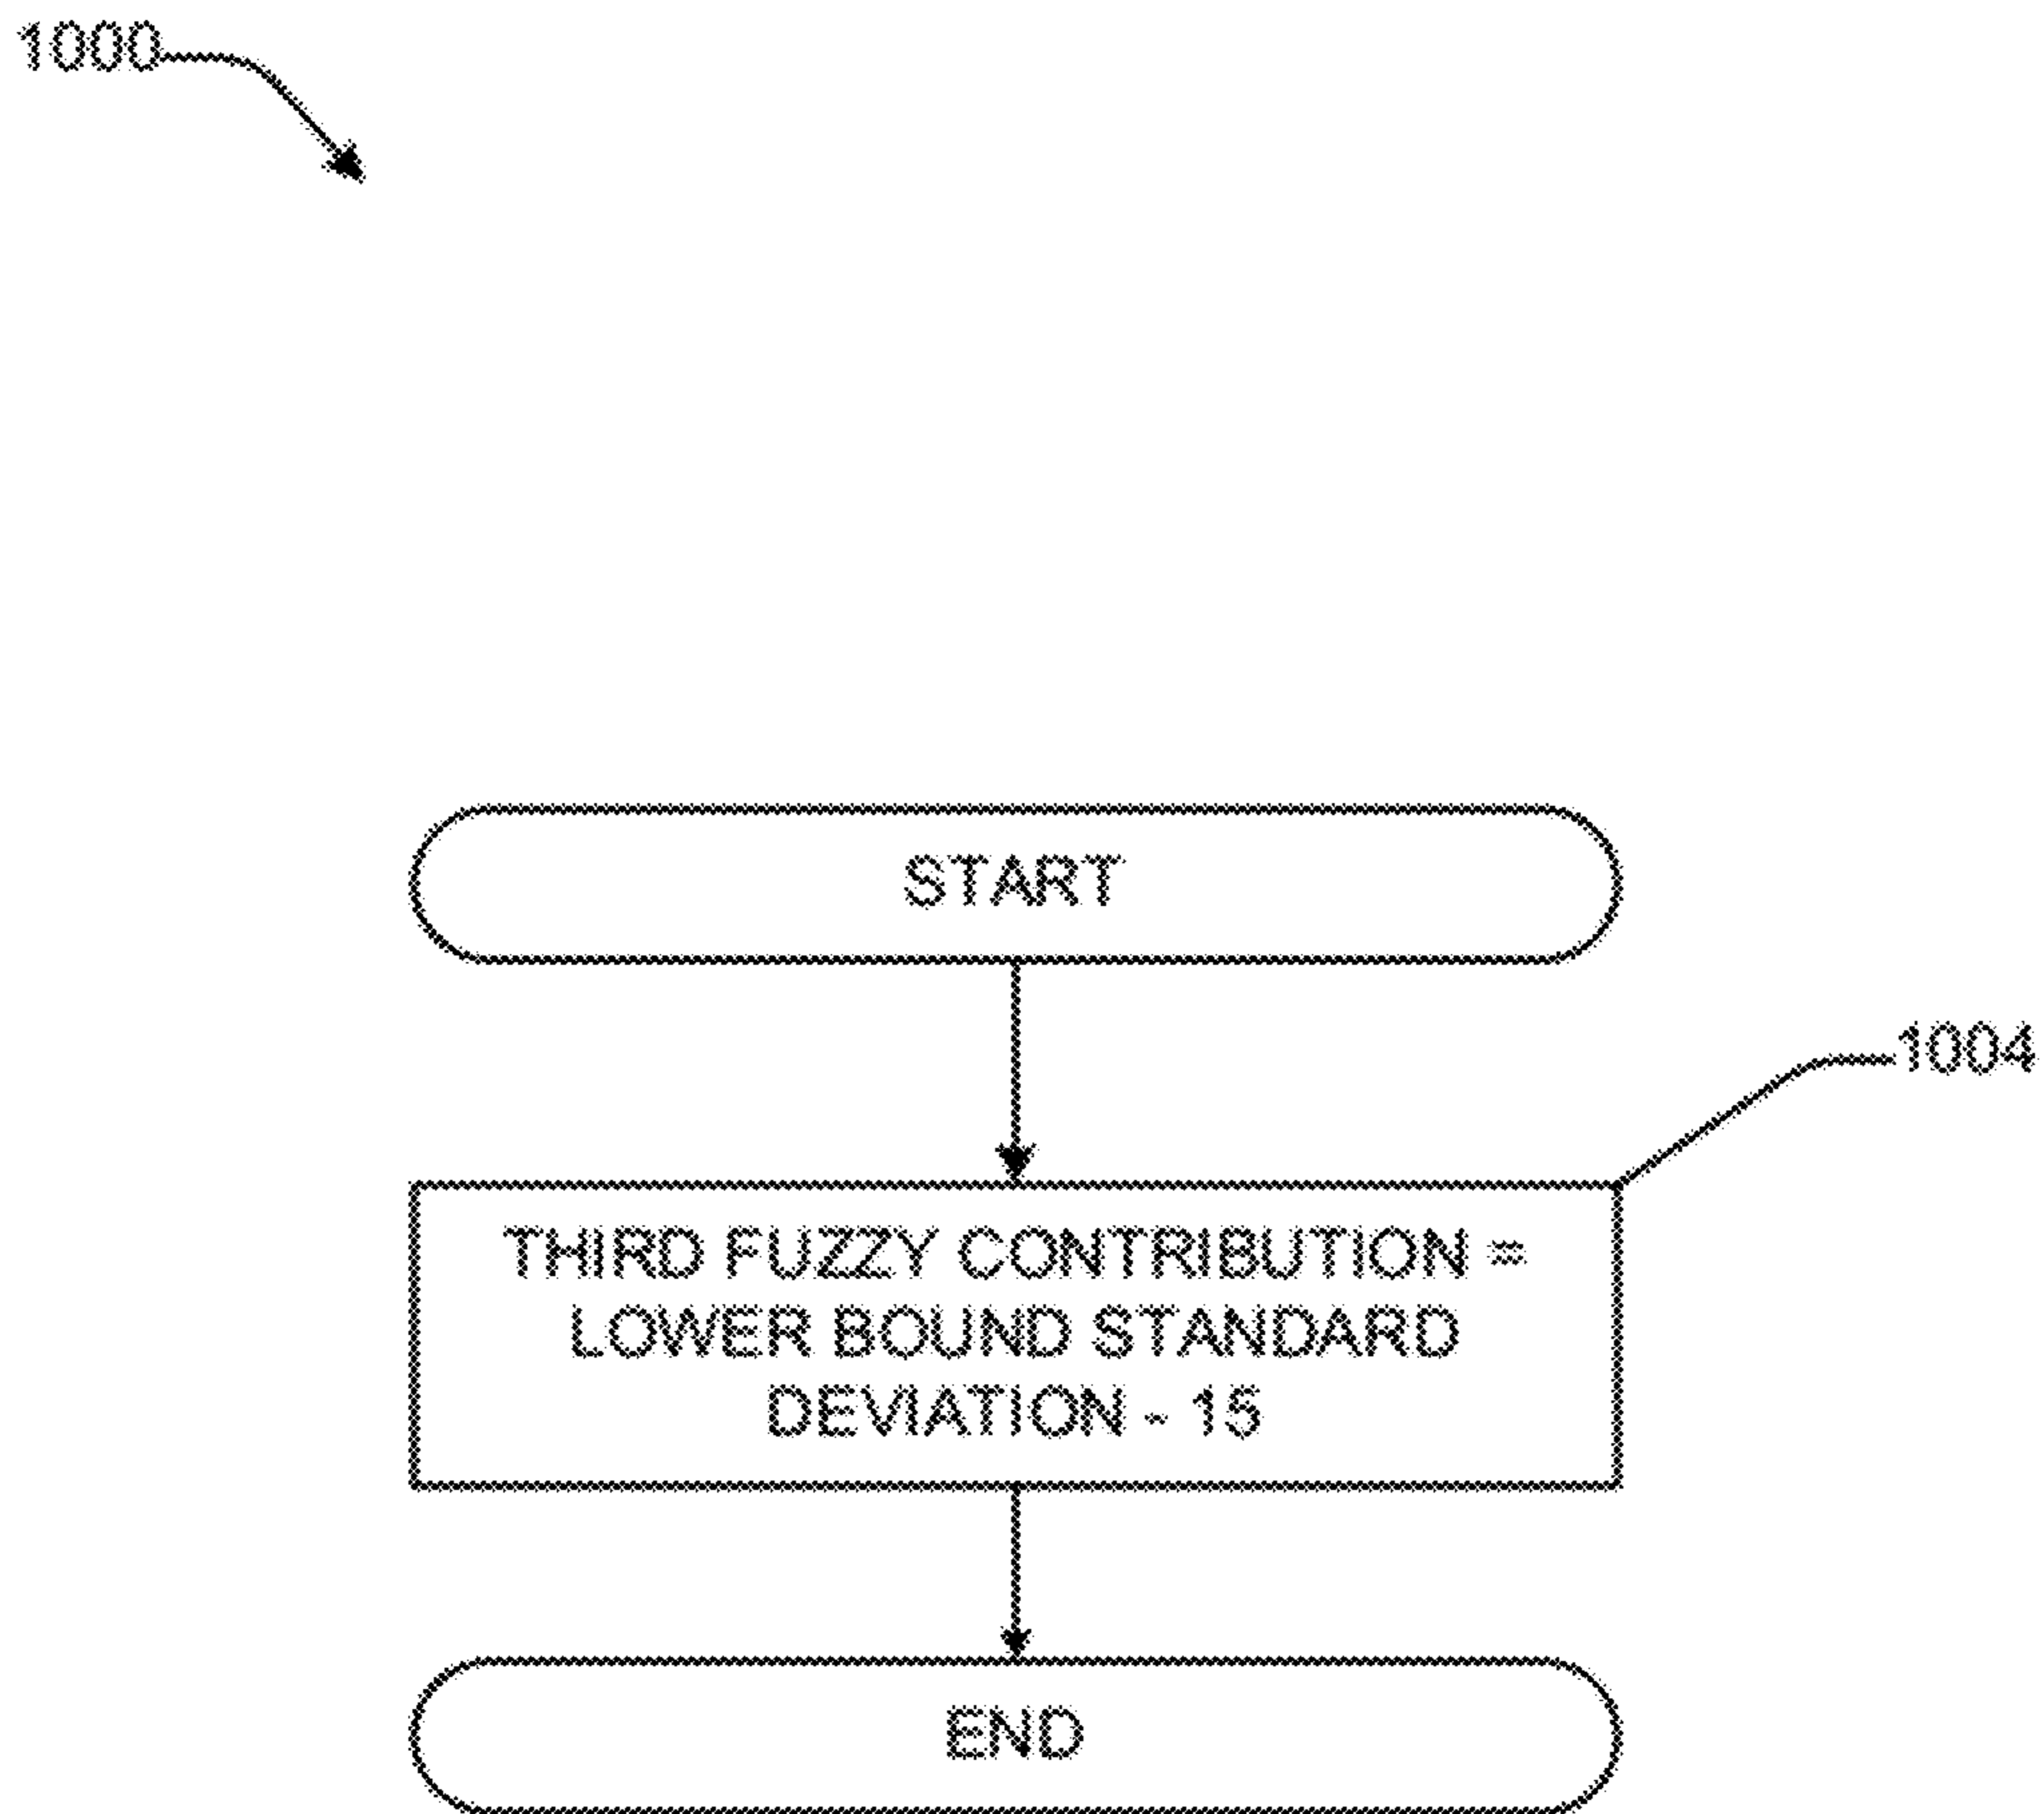 1000
START
1004
THIRD FUZZY CONTRIBUTION =
LOWER BOUND STANDARD
DEVIATION - 15
END